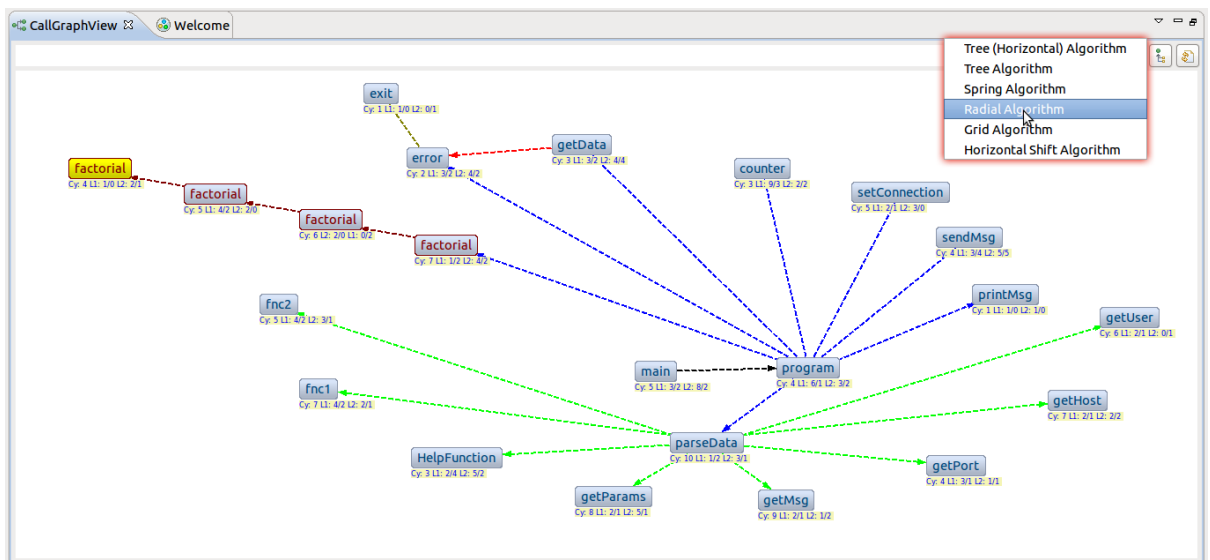 CallGraphView
Welcome
Tree (Horizontal) Algorithm
Tree Algorithm
Spring Algorithm
Radial Algorithm
Grid Algorithm
Horizontal Shift Algorithm
exit
Cy: 1 L1: 1/0 L2: 0/1
error
Cy: 2 L1: 3/2 L2: 4/2
getData
Cy: 3 L1: 3/2 L2: 4/4
factorial
Cy: 4 L1: 1/0 L2: 2/1
factorial
Cy: 5 L1: 4/2 L2: 2/0
factorial
Cy: 6 L2: 2/0 L1: 0/2
factorial
Cy: 7 L1: 1/2 L2: 4/2
counter
Cy: 3 L1: 9/3 L2: 2/2
setConnection
Cy: 5 L1: 2/1 L2: 3/0
sendMsg
Cy: 4 L1: 3/4 L2: 5/5
printMsg
Cy: 1 L1: 1/0 L2: 1/0
getUser
Cy: 6 L1: 2/1 L2: 0/1
fnc2
Cy: 5 L1: 4/2 L2: 3/1
main
Cy: 5 L1: 3/2 L2: 8/2
program
Cy: 4 L1: 6/1 L2: 3/2
fnc1
Cy: 7 L1: 4/2 L2: 2/1
getHost
Cy: 7 L1: 2/1 L2: 2/2
parseData
Cy: 10 L1: 1/2 L2: 3/1
HelpFunction
Cy: 3 L1: 2/4 L2: 5/2
getPort
Cy: 4 L1: 3/1 L2: 1/1
getParams
Cy: 8 L1: 2/1 L2: 5/1
getMsg
Cy: 9 L1: 2/1 L2: 1/2